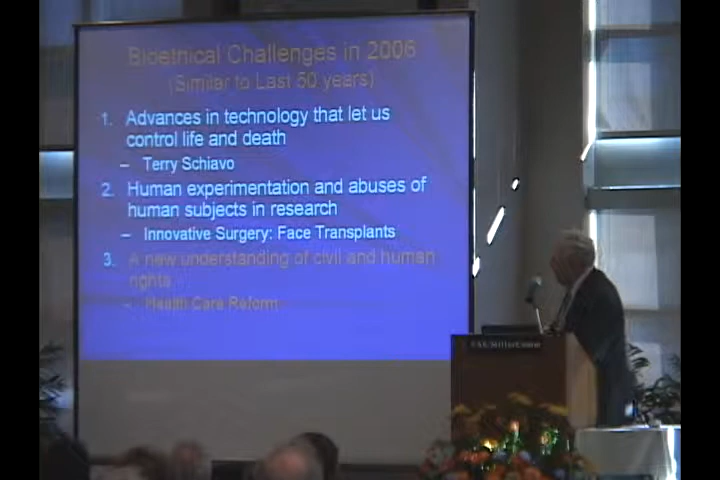 Bioethical Challenges in 2006
(Similar to Last 50 years)
1. Advances in technology that let us
control life and death
– Terry Schiavo
2. Human experimentation and abuses of
human subjects in research
– Innovative Surgery: Face Transplants
3. A new understanding of civil and human
rights
– Health Care Reform